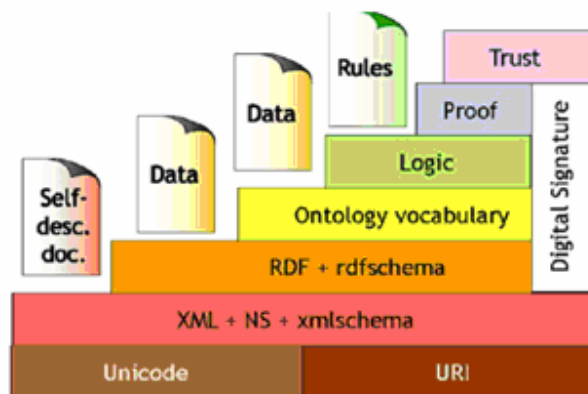 Trust
Rules
Proof
Data
Logic
Data
Self-
desc.
doc.
Ontology vocabulary
Digital Signature
RDF + rdfschema
XML + NS + xmlschema
Unicode
URI